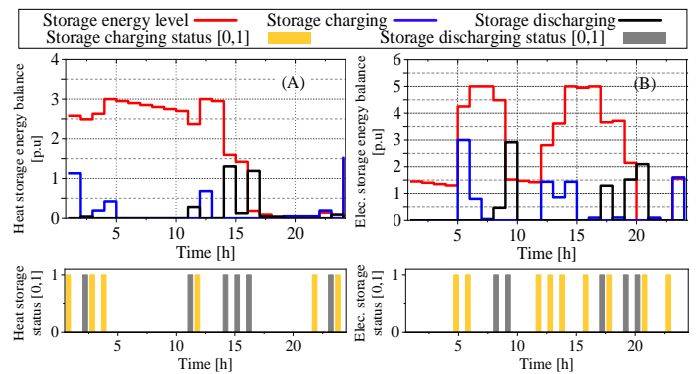 Storage energy level Storage charging Storage discharging
Storage charging status [0,1] Storage discharging status [0,1]
Heat storage energy balance
[p.u]
4
3
2
1
0
(A)
5 10 15 20
Time [h]
Elec. storage energy balance
[p.u]
6
5
4
3
2
1
0
(B)
5 10 15 20
Time [h]
Heat storage
status [0,1]
1
0
5 10 15 20
Time [h]
Elec. storage
status [0,1]
1
0
5 10 15 20
Time [h]